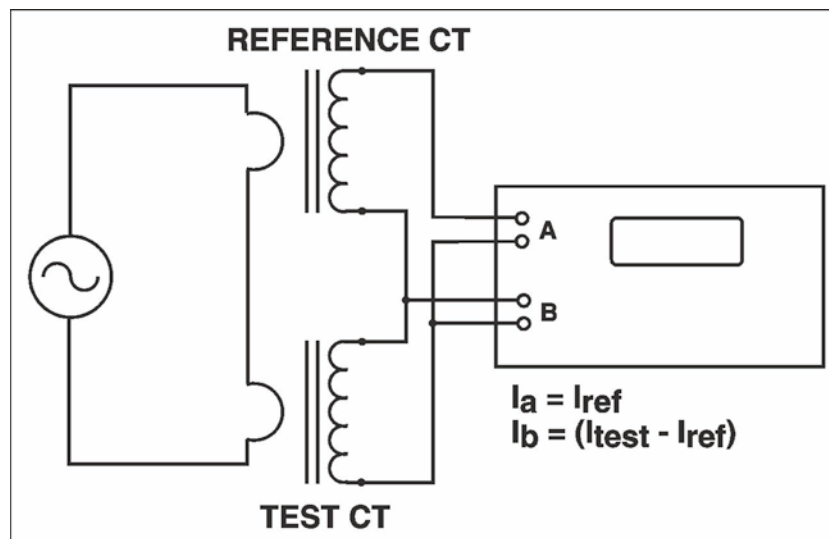 REFERENCE CT
A
B
Ia = Iref
Ib = (Itest - Iref)
TEST CT